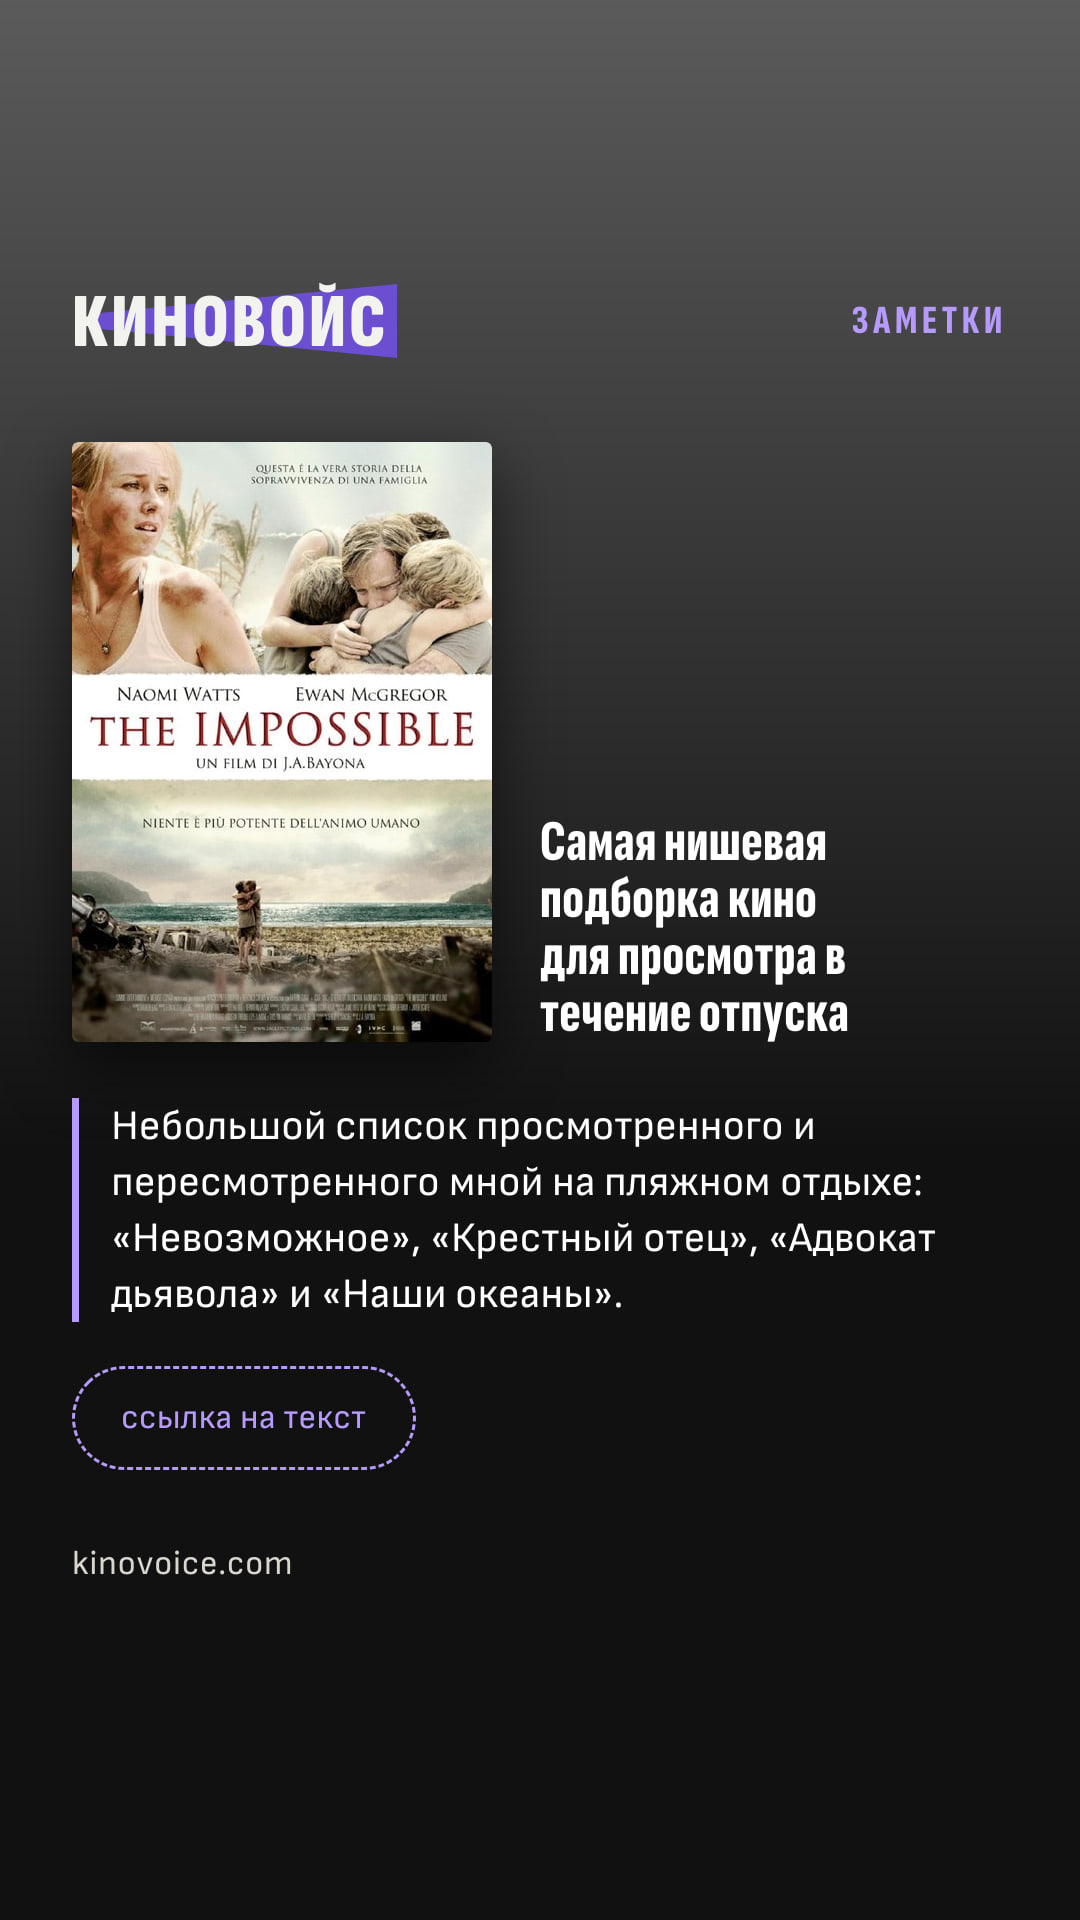 КИНОВОЙС
ЗАМЕТКИ
QUESTA È LA VERA STORIA DELLA
SOPRAVVIVENZA DI UNA FAMIGLIA
NAOMI WATTS EWAN McGREGOR
THE IMPOSSIBLE
UN FILM DI J.A.BAYONA
NIENTE È PIÙ POTENTE DELL'ANIMO UMANO
Самая нишевая
подборка кино
для просмотра в
течение отпуска
Небольшой список просмотренного и
пересмотренного мной на пляжном отдыхе:
«Невозможное», «Крестный отец», «Адвокат
дьявола» и «Наши океаны».
ссылка на текст
kinovoice.com